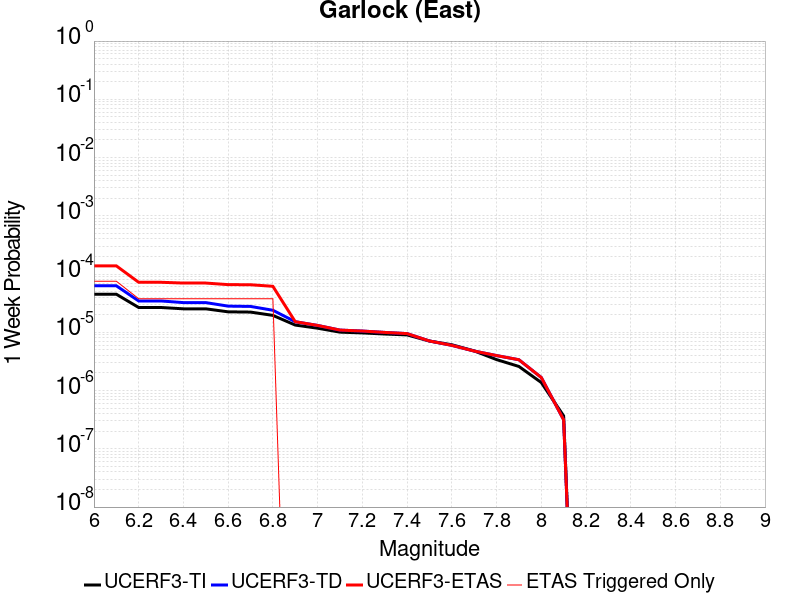 Garlock (East)
10^0
10^-1
10^-2
10^-3
10^-4
10^-5
10^-6
10^-7
10^-8
1 Week Probability
6 6.2 6.4 6.6 6.8 7 7.2 7.4 7.6 7.8 8 8.2 8.4 8.6 8.8 9
Magnitude
UCERF3-TI UCERF3-TD UCERF3-ETAS ETAS Triggered Only